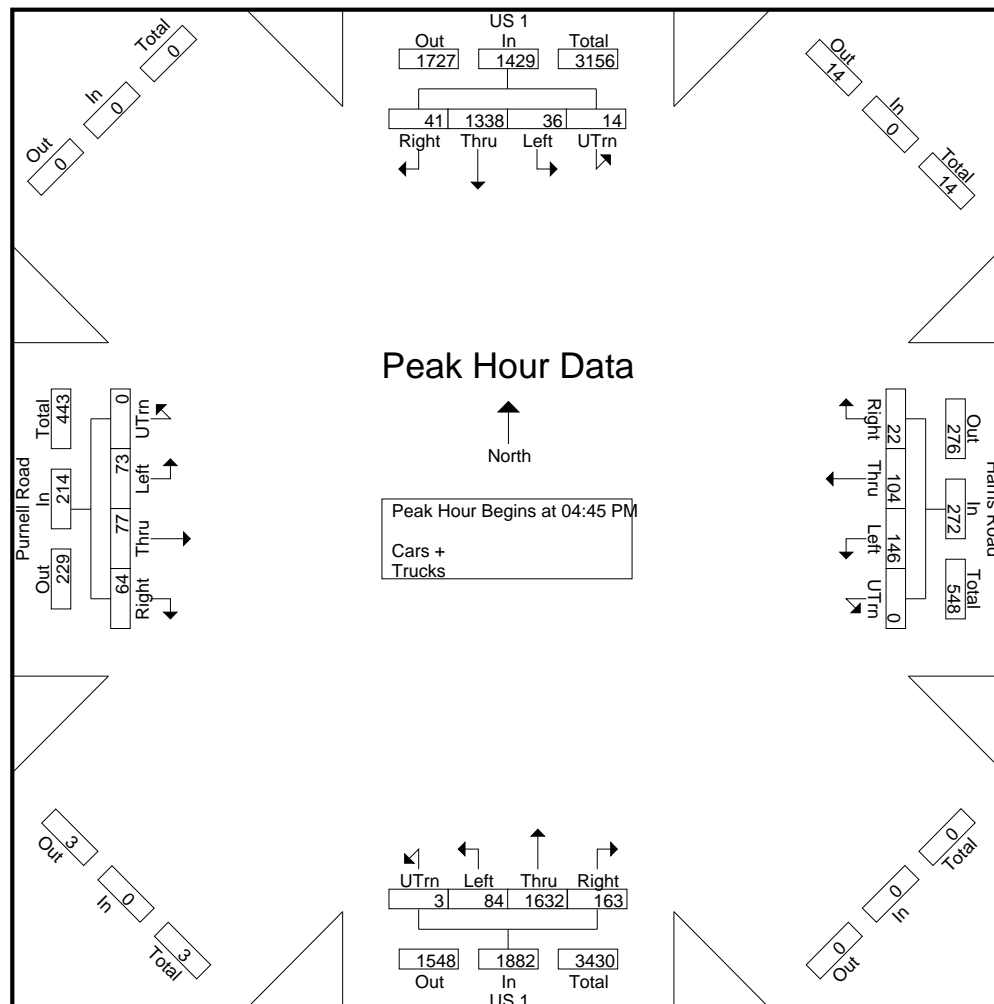 US 1
Out In Total
1727 1429 3156
41 1338 36 14
Right Thru Left UTrn
Total
0
In
0
Out
0
Out
14
In
0
Total
14
Peak Hour Data
North
Peak Hour Begins at 04:45 PM
Cars +
Trucks
Purnell Road
Out In Total
229 214 443
Right Thru Left UTrn
64 77 73 0
Harris Road
Out In Total
276 272 548
Right Thru Left UTrn
22 104 146 0
3
Out
0
In
3
Total
0
Total
0
In
0
Out
UTrn Left Thru Right
3 84 1632 163
1548 1882 3430
Out In Total
US 1